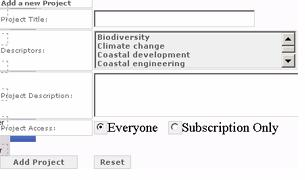 Add a new Project
Project Title:
Descriptors:
Biodiversity
Climate change
Coastal development
Coastal engineering
Project Description:
Project Access:
Everyone Subscription Only
Add Project Reset